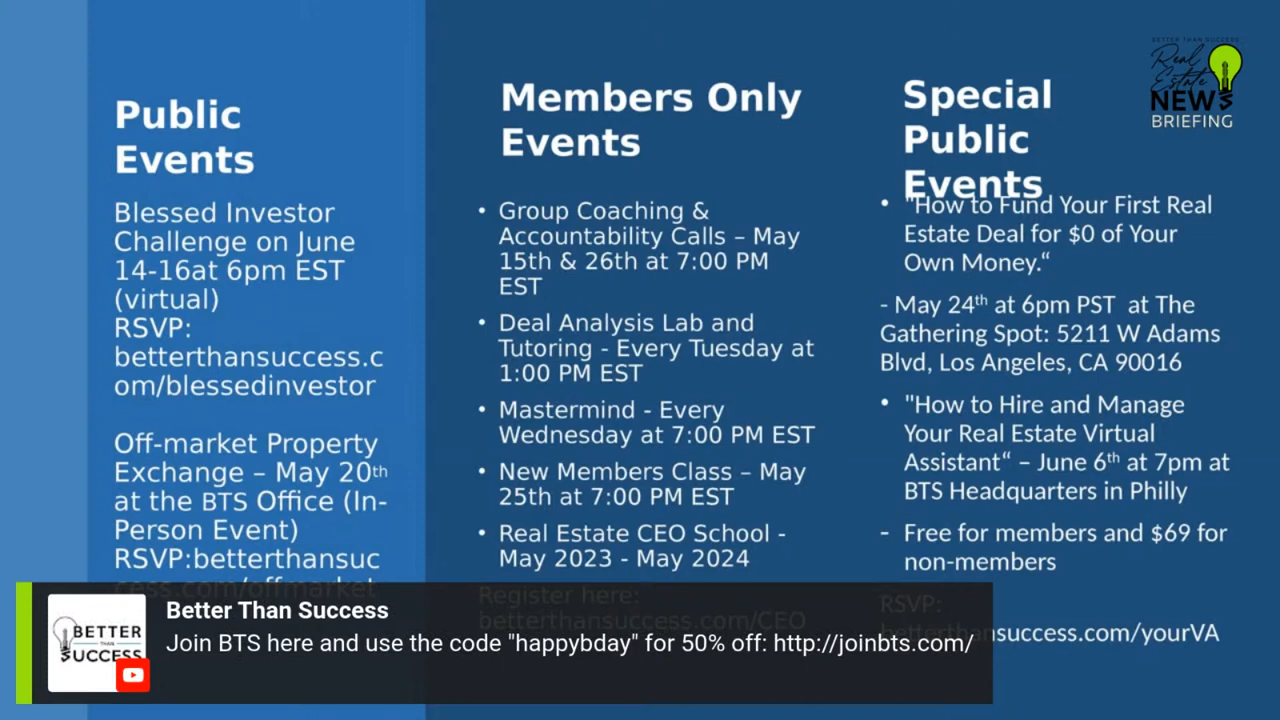 Public
Events
Blessed Investor
Challenge on June
14-16at 6pm EST
(virtual)
RSVP:
betterthansuccess.c
om/blessedinvestor
Off-market Property
Exchange – May 20th
at the BTS Office (In-
Person Event)
RSVP:betterthansuc
cess.com/offmarket
Members Only
Events
• Group Coaching &
Accountability Calls – May
15th & 26th at 7:00 PM
EST
• Deal Analysis Lab and
Tutoring - Every Tuesday at
1:00 PM EST
• Mastermind - Every
Wednesday at 7:00 PM EST
• New Members Class – May
25th at 7:00 PM EST
• Real Estate CEO School -
May 2023 - May 2024
Register here:
betterthansuccess.com/CEO
Special
Public
Events
• "How to Fund Your First Real
Estate Deal for $0 of Your
Own Money.“
- May 24th at 6pm PST at The
Gathering Spot: 5211 W Adams
Blvd, Los Angeles, CA 90016
• "How to Hire and Manage
Your Real Estate Virtual
Assistant“ – June 6th at 7pm at
BTS Headquarters in Philly
- Free for members and $69 for
non-members
RSVP:
betterthansuccess.com/yourVA
BETTER THAN SUCCESS
Real
Estate
NEWS
BRIEFING
BETTER
THAN
SUCCESS
Better Than Success
Join BTS here and use the code "happybday" for 50% off: http://joinbts.com/